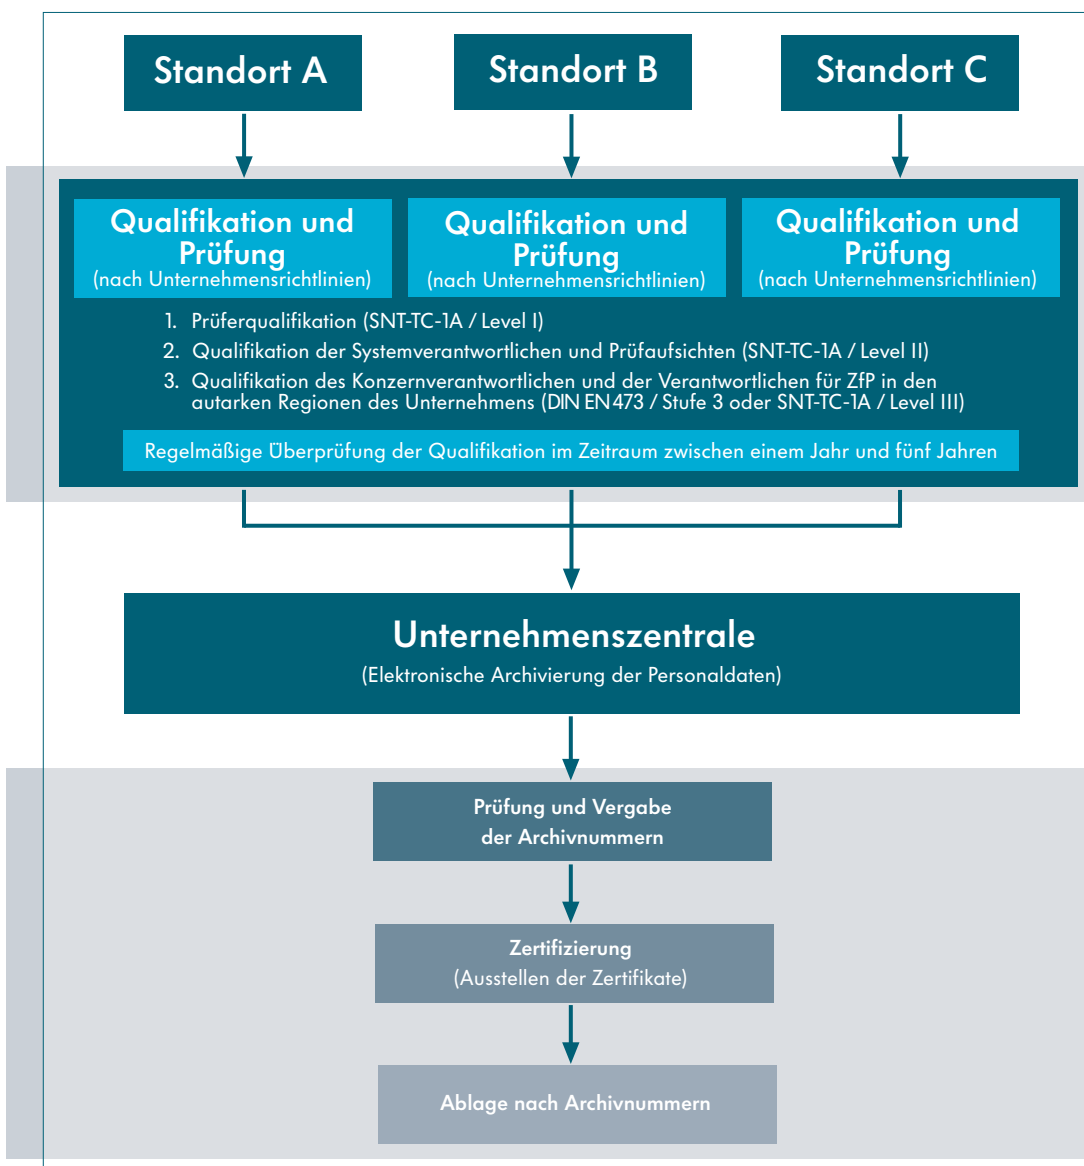 Standort A
Standort B
Standort C
Qualifikation und
Prüfung
(nach Unternehmensrichtlinien)
Qualifikation und
Prüfung
(nach Unternehmensrichtlinien)
Qualifikation und
Prüfung
(nach Unternehmensrichtlinien)
1. Prüferqualifikation (SNT-TC-1A / Level I)
2. Qualifikation der Systemverantwortlichen und Prüfaufsichten (SNT-TC-1A / Level II)
3. Qualifikation des Konzernverantwortlichen und der Verantwortlichen für ZfP in den
autarken Regionen des Unternehmens (DIN EN 473 / Stufe 3 oder SNT-TC-1A / Level III)
Regelmäßige Überprüfung der Qualifikation im Zeitraum zwischen einem Jahr und fünf Jahren
Unternehmenszentrale
(Elektronische Archivierung der Personaldaten)
Prüfung und Vergabe
der Archivnummern
Zertifizierung
(Ausstellen der Zertifikate)
Ablage nach Archivnummern